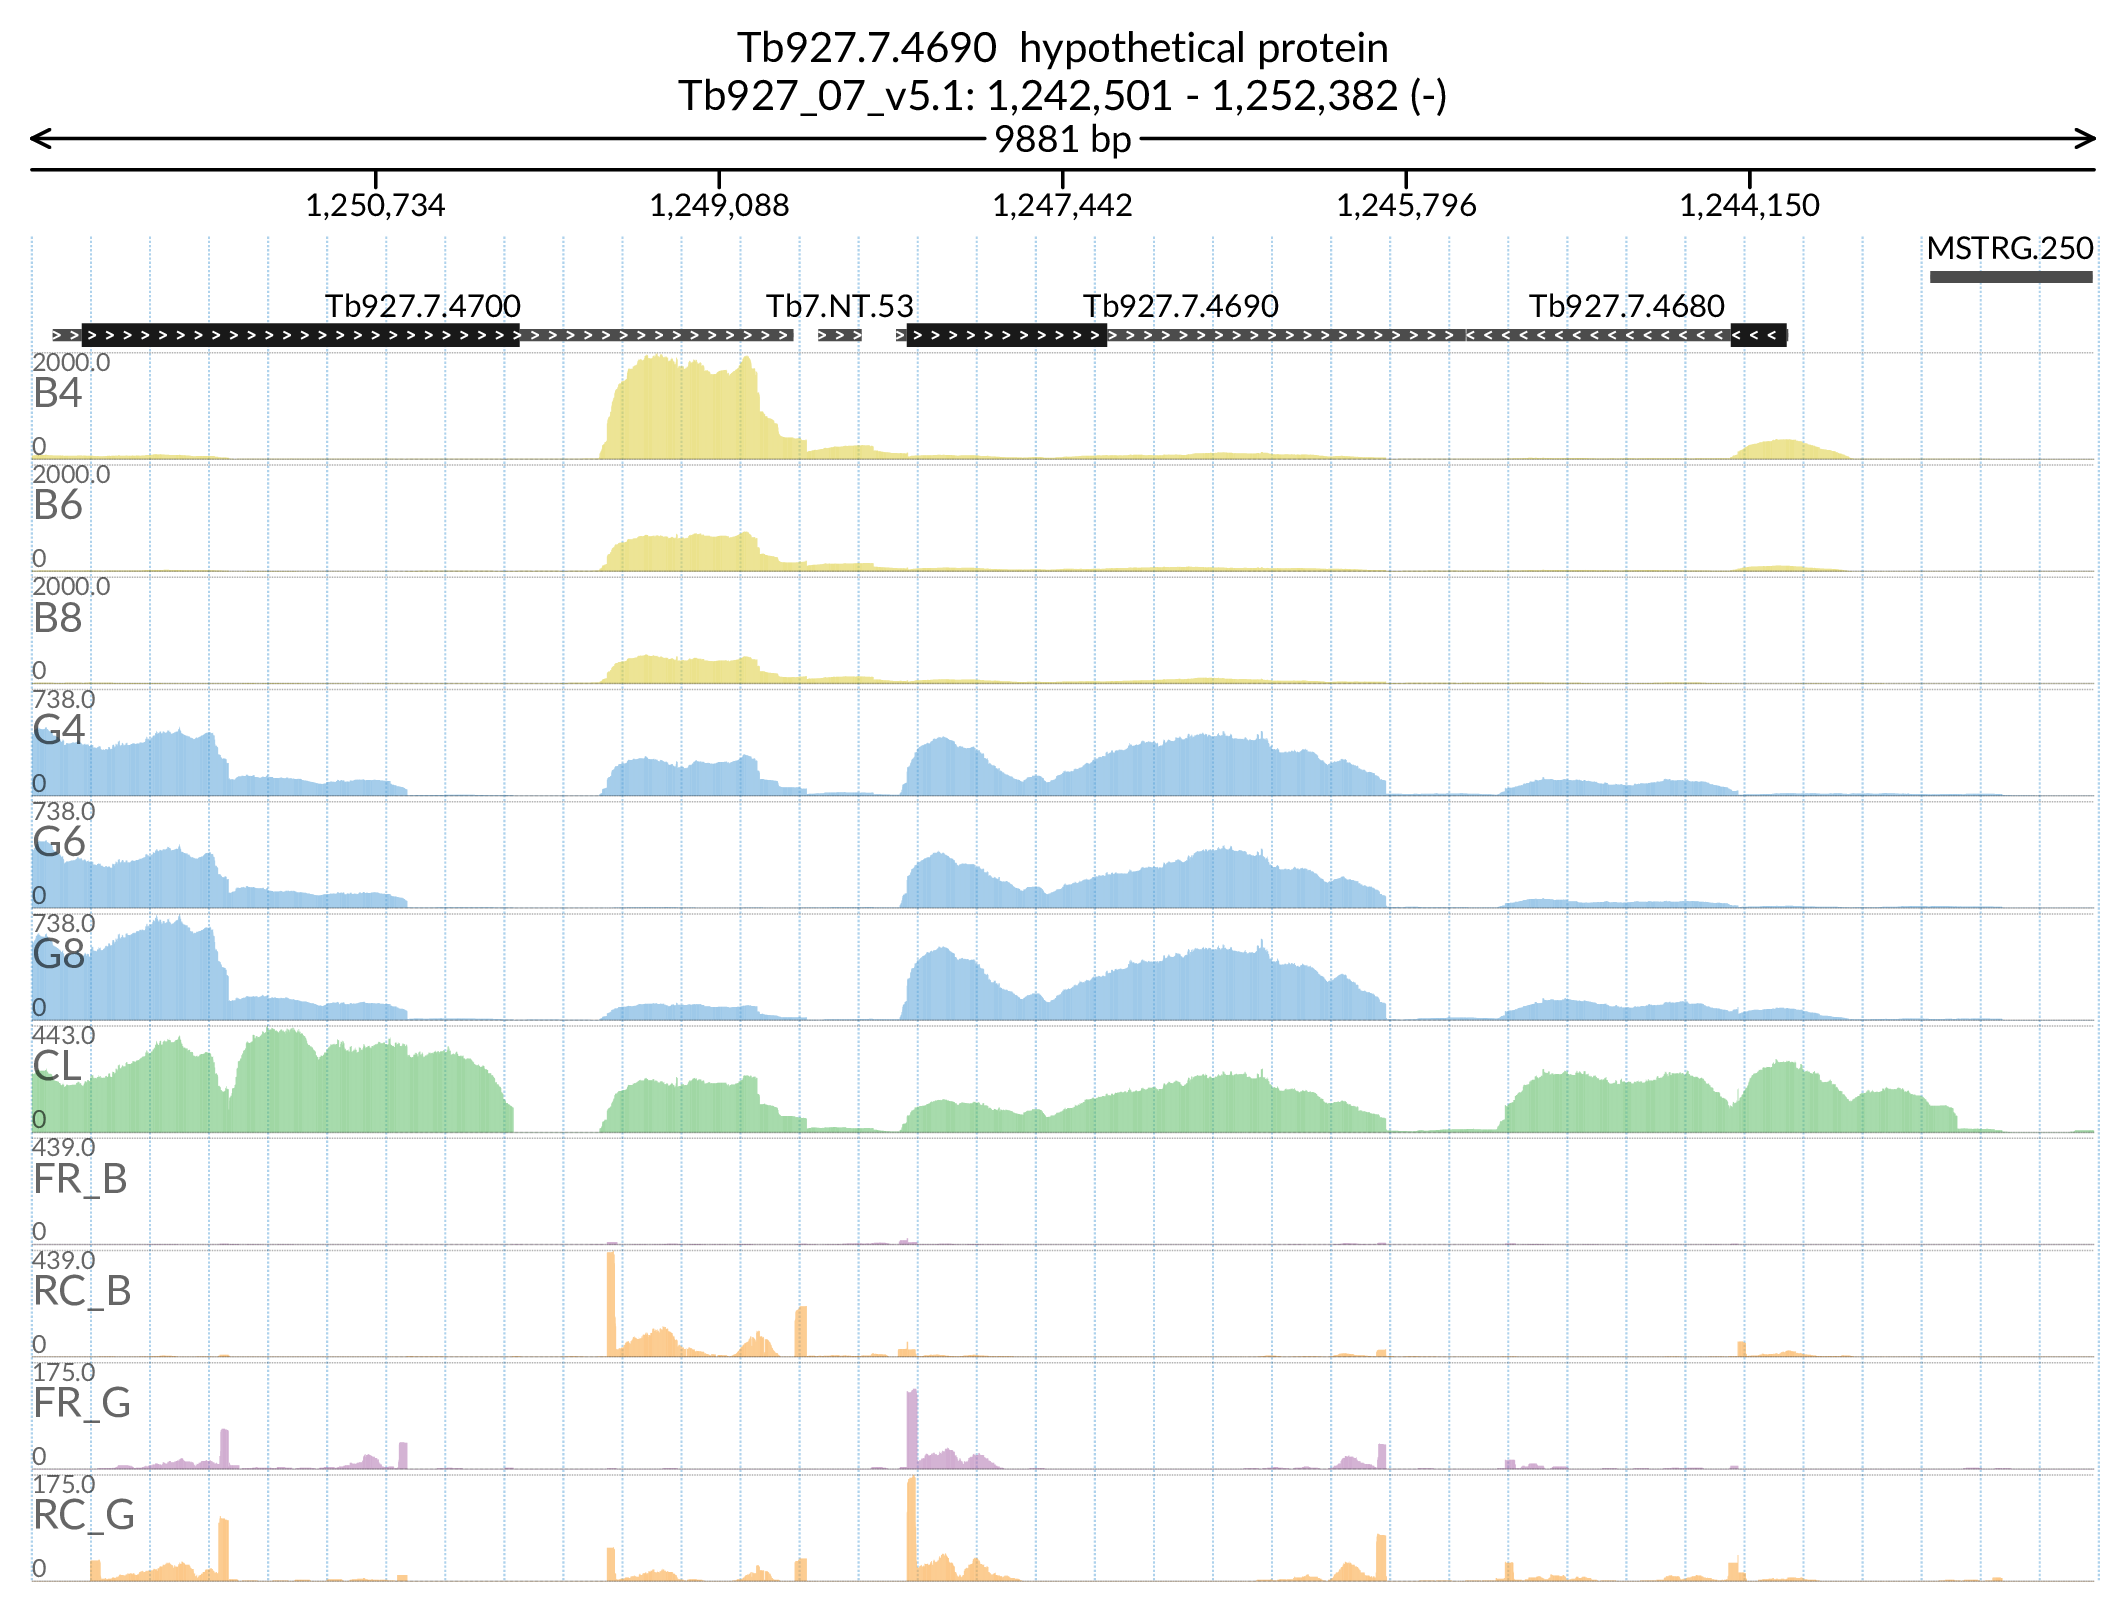 Tb927.7.4690  hypothetical protein
Tb927_07_v5.1: 1,242,501 - 1,252,382 (-)
9881 bp
1,250,734 1,249,088 1,247,442 1,245,796 1,244,150
MSTRG.250
Tb927.7.4700 Tb7.NT.53 Tb927.7.4690 Tb927.7.4680
2000.0
B4
0
2000.0
B6
0
2000.0
B8
0
738.0
G4
0
738.0
G6
0
738.0
G8
0
443.0
CL
0
439.0
FR_B
0
439.0
RC_B
0
175.0
FR_G
0
175.0
RC_G
0